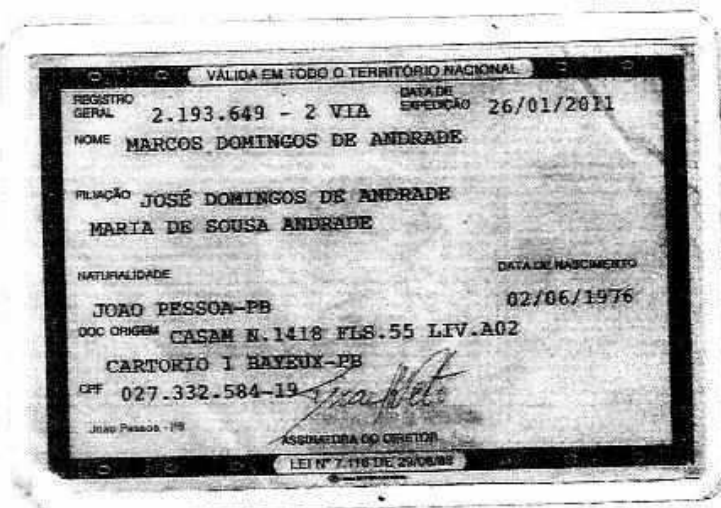 VÁLIDA EM TODO O TERRITÓRIO NACIONAL
REGISTRO GERAL 2.193.649 - 2 VIA DATA DE EXPEDIÇÃO 26/01/2011
NOME MARCOS DOMINGOS DE ANDRADE
FILIAÇÃO JOSÉ DOMINGOS DE ANDRADE
MARIA DE SOUSA ANDRADE
NATURALIDADE DATA DE NASCIMENTO
JOAO PESSOA-PB 02/06/1976
DOC ORIGEM CASAM N.1418 FLS.55 LIV.A02
CARTORIO 1 BAYEUX-PB
CPF 027.332.584-19
João Pessoa - PB
ASSINATURA DO DIRETOR
LEI Nº 7.116 DE 29/08/83